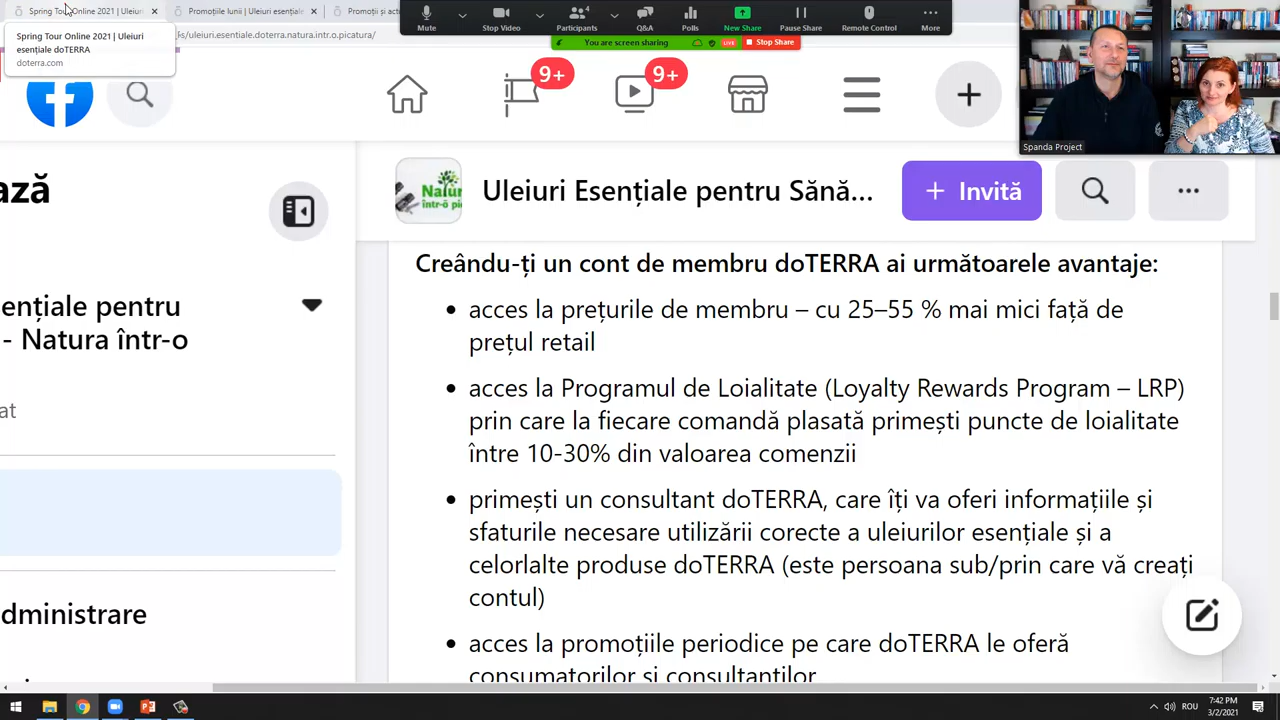 Spring Tour Online 2021 | Uleiuri
Promoțiile lunii | Uleiuri esențiale
Promoții și
Mute
Stop Video
4
Participants
Q&A
Polls
New Share
Pause Share
Remote Control
More
You are screen sharing
LIVE
Stop Share
/uleiuri.esentiale.doterra.natura.intr.o.picatura/
Spring Tour Online 2021 | Uleiuri
esențiale doTERRA
doterra.com
9+
9+
Spanda Project
ează
Natur
într-o pi
Uleiuri Esențiale pentru Sănă...
+ Invită
Creându-ți un cont de membru doTERRA ai următoarele avantaje:
• acces la prețurile de membru – cu 25–55 % mai mici față de
prețul retail
• acces la Programul de Loialitate (Loyalty Rewards Program – LRP)
prin care la fiecare comandă plasată primești puncte de loialitate
între 10-30% din valoarea comenzii
• primești un consultant doTERRA, care îți va oferi informațiile și
sfaturile necesare utilizării corecte a uleiurilor esențiale și a
celorlalte produse doTERRA (este persoana sub/prin care vă creați
contul)
• acces la promoțiile periodice pe care doTERRA le oferă
consumatorilor și consultanților
ențiale pentru
- Natura într-o
at
dministrare
ROU
7:42 PM
3/2/2021